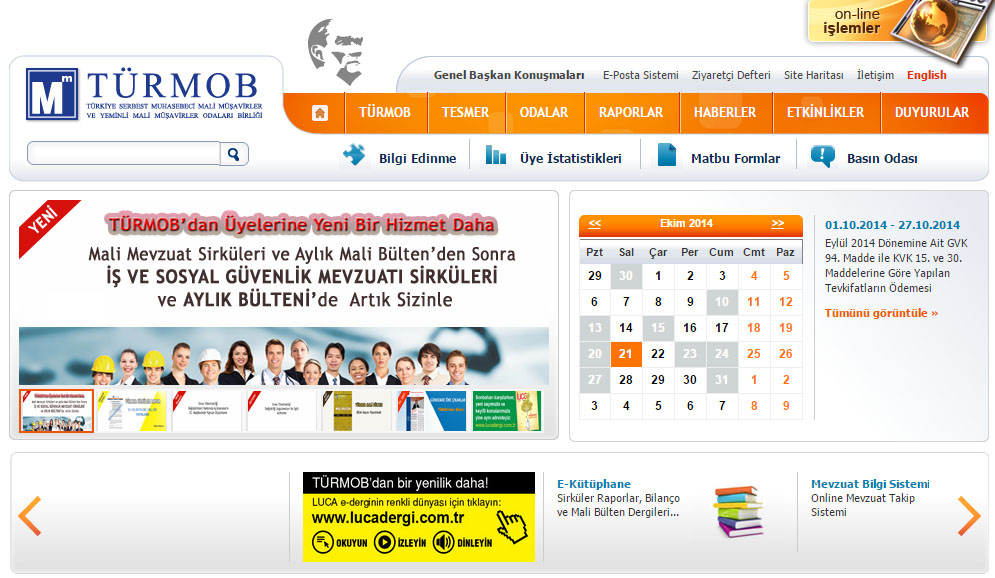 on-line
işlemler
Mm
TÜRMOB
TÜRKİYE SERBEST MUHASEBECİ MALİ MÜŞAVİRLER
VE YEMİNLİ MALİ MÜŞAVİRLER ODALARI BİRLİĞİ
Genel Başkan Konuşmaları E-Posta Sistemi Ziyaretçi Defteri Site Haritası İletişim English
TÜRMOB TESMER ODALAR RAPORLAR HABERLER ETKİNLİKLER DUYURULAR
Bilgi Edinme Üye İstatistikleri Matbu Formlar Basın Odası
YENİ
TÜRMOB'dan Üyelerine Yeni Bir Hizmet Daha
Mali Mevzuat Sirküleri ve Aylık Mali Bülten'den Sonra
İŞ VE SOSYAL GÜVENLİK MEVZUATI SİRKÜLERİ
ve AYLIK BÜLTENİ'de Artık Sizinle
<< Ekim 2014 >>
Pzt Sal Çar Per Cum Cmt Paz
29 30 1 2 3 4 5
6 7 8 9 10 11 12
13 14 15 16 17 18 19
20 21 22 23 24 25 26
27 28 29 30 31 1 2
3 4 5 6 7 8 9
01.10.2014 - 27.10.2014
Eylül 2014 Dönemine Ait GVK
94. Madde ile KVK 15. ve 30.
Maddelerine Göre Yapılan
Tevkifatların Ödemesi
Tümünü görüntüle »
TÜRMOB'dan bir yenilik daha!
LUCA e-derginin renkli dünyası için tıklayın:
www.lucadergi.com.tr
OKUYUN İZLEYİN DİNLEYİN
E-Kütüphane
Sirküler Raporlar, Bilanço
ve Mali Bülten Dergileri...
Mevzuat Bilgi Sistemi
Online Mevzuat Takip
Sistemi